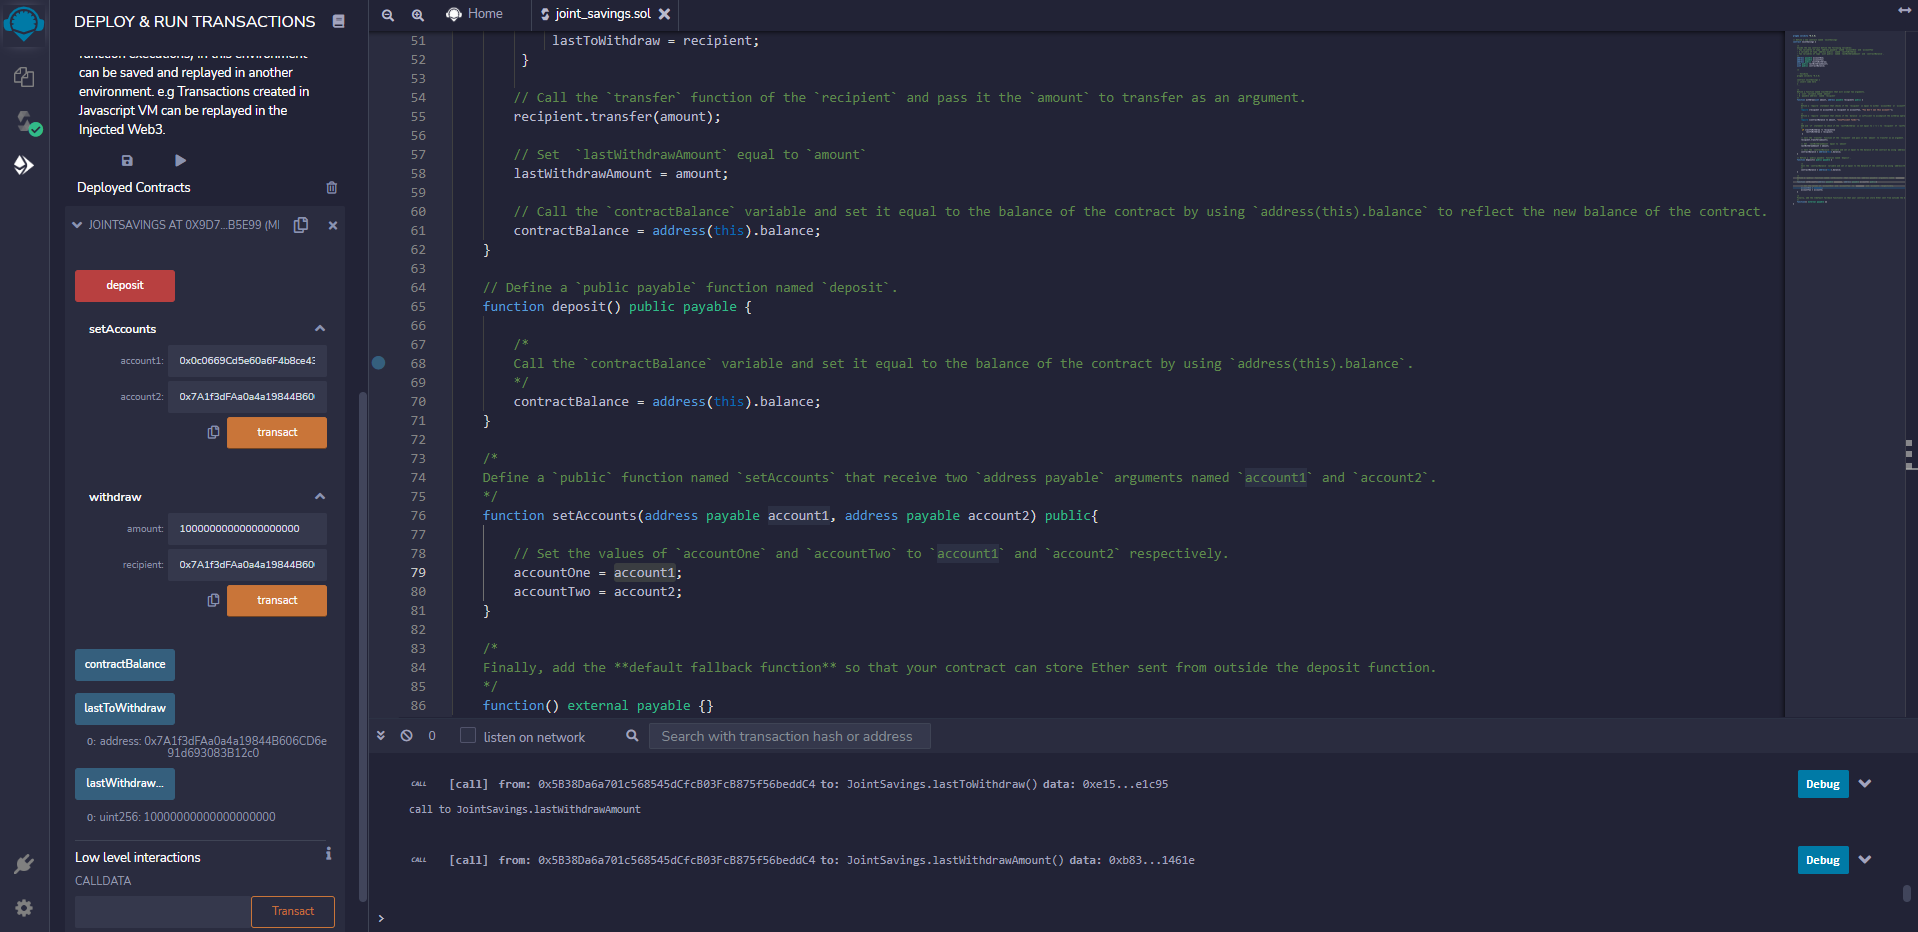 DEPLOY & RUN TRANSACTIONS
function executions, in this environment
can be saved and replayed in another
environment. e.g Transactions created in
Javascript VM can be replayed in the
Injected Web3.
Deployed Contracts
JOINTSAVINGS AT 0X9D7...B5E99 (M
deposit
setAccounts
account1: 0x0c0669Cd5e60a6F4b8ce43
account2: 0x7A1f3dFAa0a4a19844B60
transact
withdraw
amount: 10000000000000000000
recipient: 0x7A1f3dFAa0a4a19844B60
transact
contractBalance
lastToWithdraw
0: address: 0x7A1f3dFAa0a4a19844B606CD6e
91d693083B12c0
lastWithdraw...
0: uint256: 10000000000000000000
Low level interactions
CALLDATA
Transact
Home
joint_savings.sol
51 lastToWithdraw = recipient;
52 }
53
54 // Call the `transfer` function of the `recipient` and pass it the `amount` to transfer as an argument.
55 recipient.transfer(amount);
56
57 // Set  `lastWithdrawAmount` equal to `amount`
58 lastWithdrawAmount = amount;
59
60 // Call the `contractBalance` variable and set it equal to the balance of the contract by using `address(this).balance` to reflect the new balance of the contract.
61 contractBalance = address(this).balance;
62 }
63
64 // Define a `public payable` function named `deposit`.
65 function deposit() public payable {
66
67 /*
68 Call the `contractBalance` variable and set it equal to the balance of the contract by using `address(this).balance`.
69 */
70 contractBalance = address(this).balance;
71 }
72
73 /*
74 Define a `public` function named `setAccounts` that receive two `address payable` arguments named `account1` and `account2`.
75 */
76 function setAccounts(address payable account1, address payable account2) public{
77
78 // Set the values of `accountOne` and `accountTwo` to `account1` and `account2` respectively.
79 accountOne = account1;
80 accountTwo = account2;
81 }
82
83 /*
84 Finally, add the **default fallback function** so that your contract can store Ether sent from outside the deposit function.
85 */
86 function() external payable {}
0 listen on network Search with transaction hash or address
CALL [call] from: 0x5B38Da6a701c568545dCfcB03FcB875f56beddC4 to: JointSavings.lastToWithdraw() data: 0xe15...e1c95 Debug
call to JointSavings.lastWithdrawAmount
CALL [call] from: 0x5B38Da6a701c568545dCfcB03FcB875f56beddC4 to: JointSavings.lastWithdrawAmount() data: 0xb83...1461e Debug
>